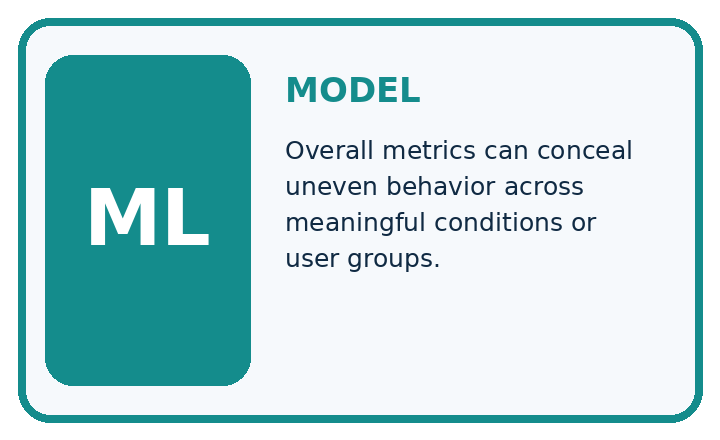 ML
MODEL
Overall metrics can conceal
uneven behavior across
meaningful conditions or
user groups.